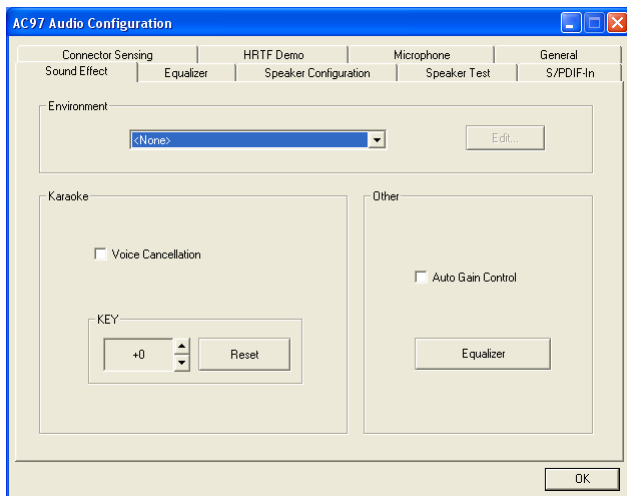 AC97 Audio Configuration
Connector Sensing HRTF Demo Microphone General
Sound Effect Equalizer Speaker Configuration Speaker Test S/PDIF-In
Environment
<None> Edit...
Karaoke Other
Voice Cancellation
Auto Gain Control
KEY
+0 Reset Equalizer
OK